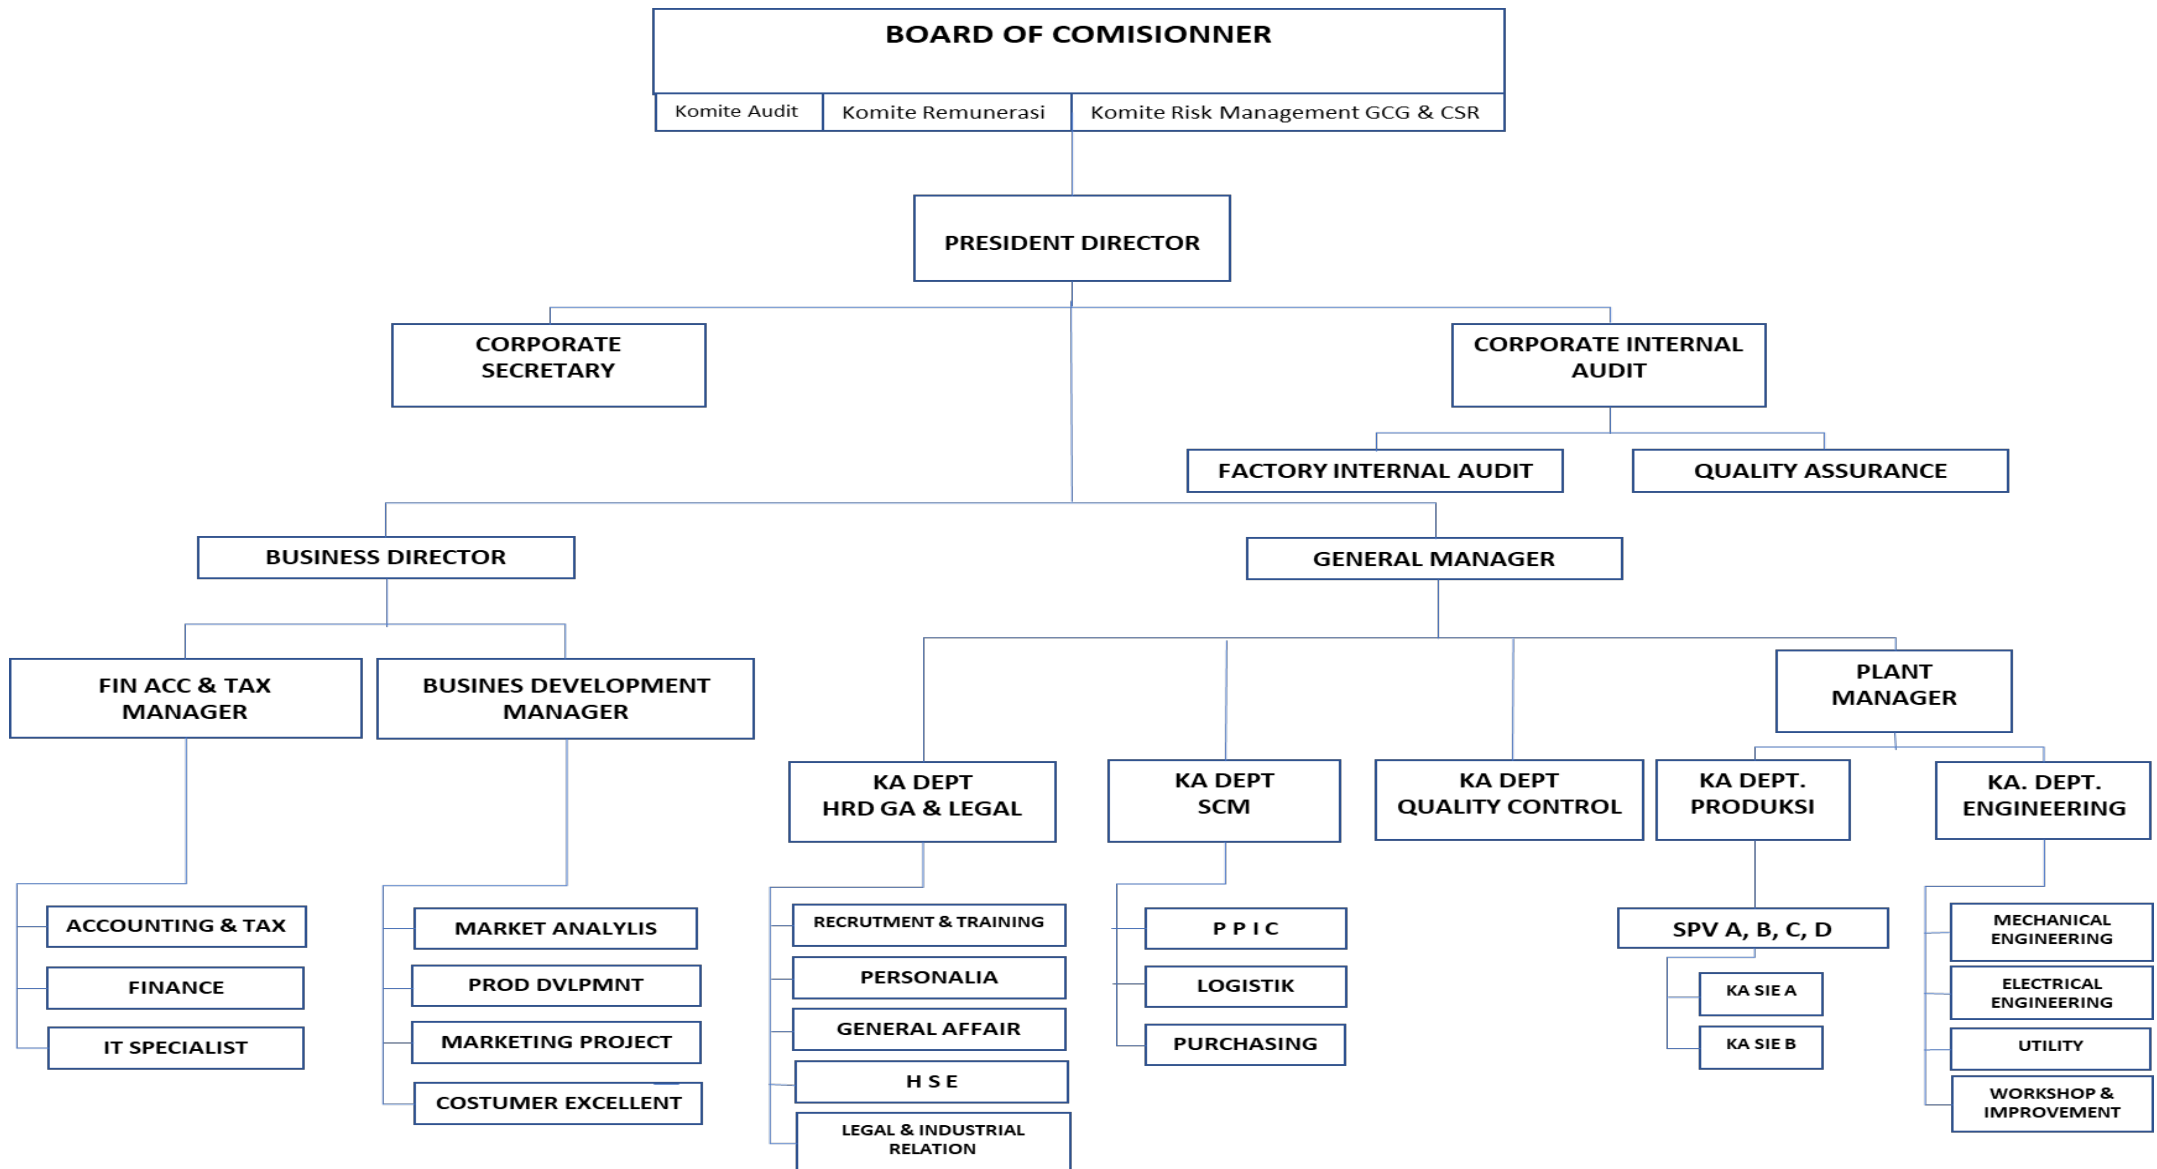 BOARD OF COMISIONNER
Komite Audit
Komite Remunerasi
Komite Risk Management GCG & CSR
PRESIDENT DIRECTOR
CORPORATE
SECRETARY
CORPORATE INTERNAL
AUDIT
FACTORY INTERNAL AUDIT
QUALITY ASSURANCE
BUSINESS DIRECTOR
GENERAL MANAGER
FIN ACC & TAX
MANAGER
BUSINES DEVELOPMENT
MANAGER
PLANT
MANAGER
KA DEPT
HRD GA & LEGAL
KA DEPT
SCM
KA DEPT
QUALITY CONTROL
KA DEPT.
PRODUKSI
KA. DEPT.
ENGINEERING
ACCOUNTING & TAX
FINANCE
IT SPECIALIST
MARKET ANALYLIS
PROD DVLPMNT
MARKETING PROJECT
COSTUMER EXCELLENT
RECRUTMENT & TRAINING
PERSONALIA
GENERAL AFFAIR
H S E
LEGAL & INDUSTRIAL
RELATION
P P I C
LOGISTIK
PURCHASING
SPV A, B, C, D
KA SIE A
KA SIE B
MECHANICAL
ENGINEERING
ELECTRICAL
ENGINEERING
UTILITY
WORKSHOP &
IMPROVEMENT